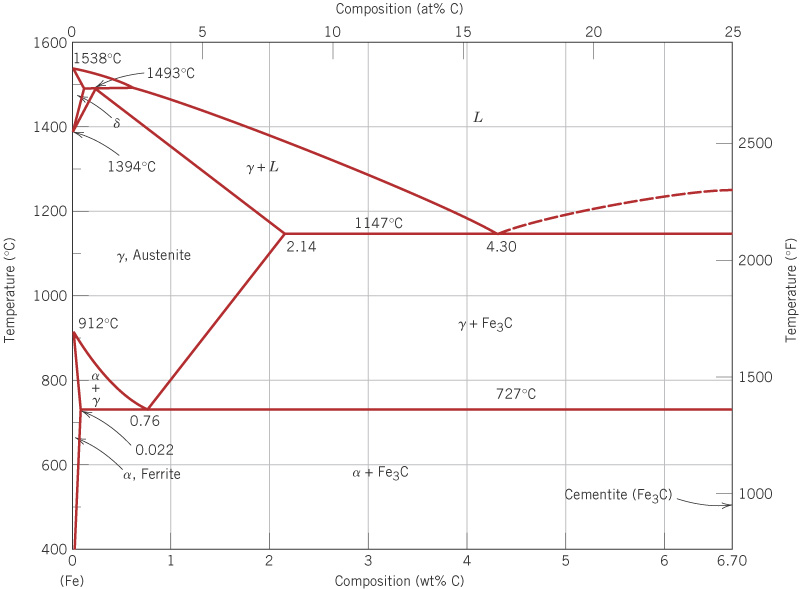 Composition (at% C)
0 5 10 15 20 25
1600
1538°C
1493°C
δ
L
1400
2500
1394°C
γ + L
1200
1147°C
2.14
4.30
γ, Austenite
2000
Temperature (°C)
Temperature (°F)
1000
912°C
γ + Fe₃C
800
α
+
γ
1500
727°C
0.76
0.022
600
α, Ferrite
α + Fe₃C
Cementite (Fe₃C)
1000
400
0 1 2 3 4 5 6 6.70
(Fe)
Composition (wt% C)